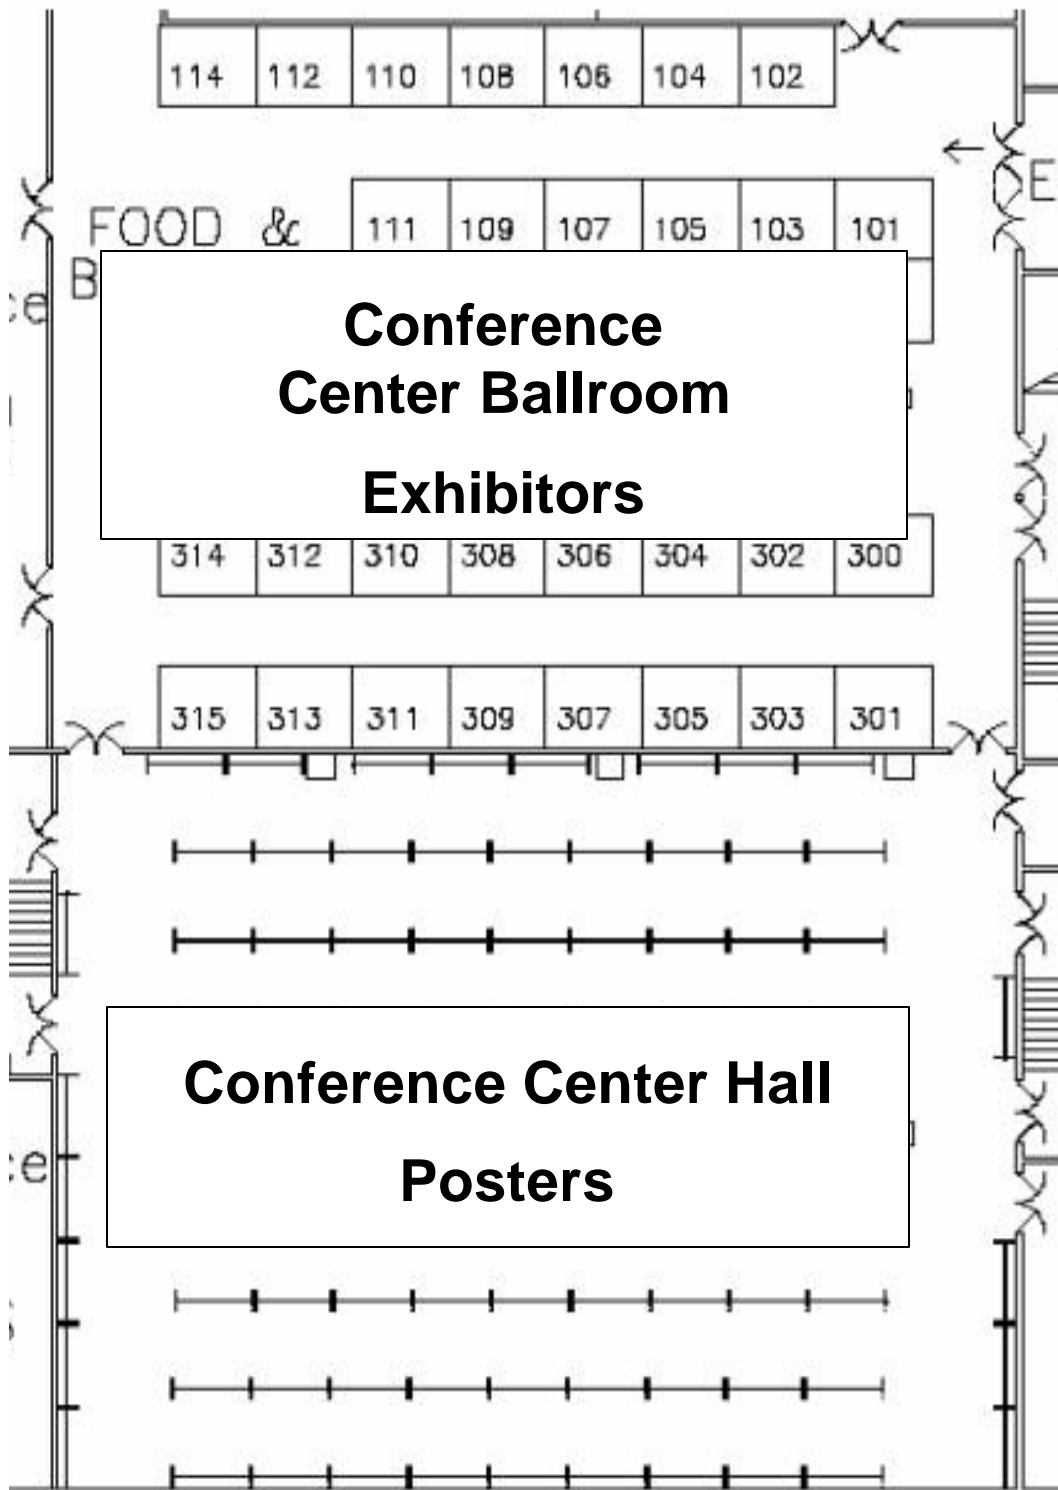 114 112 110 108 106 104 102
E
FOOD &
111 109 107 105 103 101
B
Conference
Center Ballroom
Exhibitors
314 312 310 308 306 304 302 300
315 313 311 309 307 305 303 301
Conference Center Hall
Posters